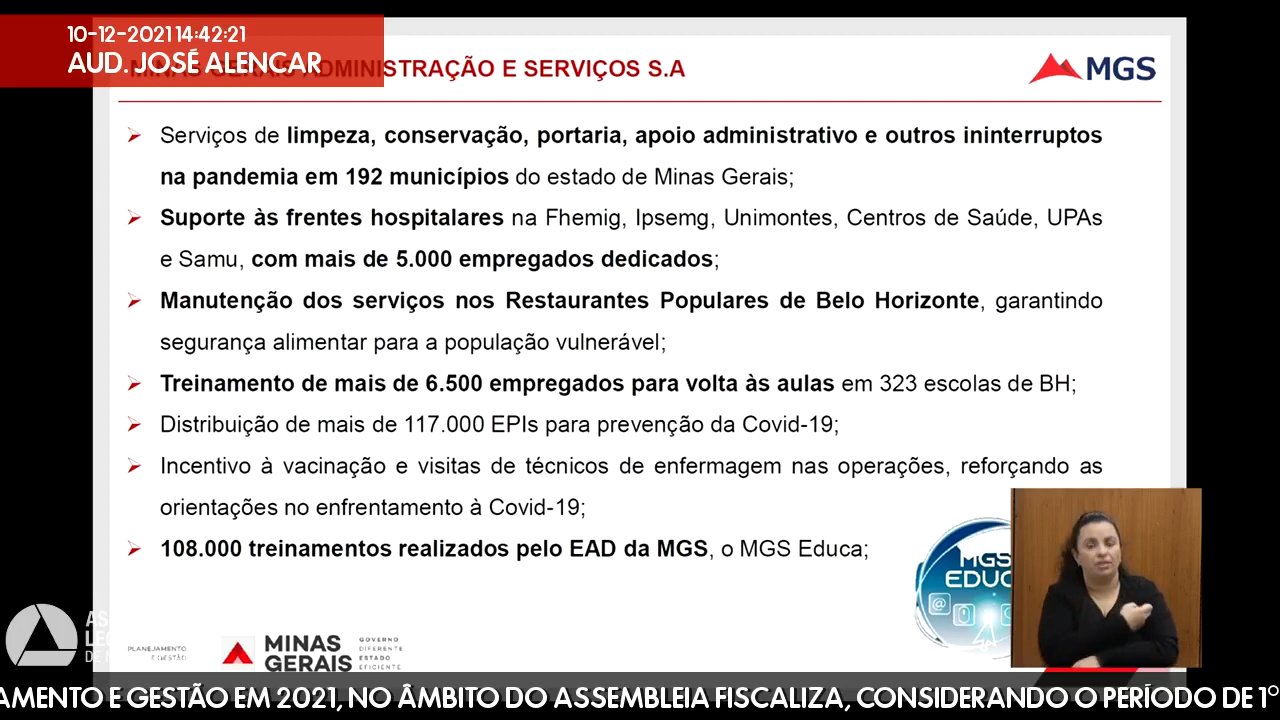 10-12-2021 14:42:21
AUD. JOSÉ ALENCAR
MINAS GERAIS ADMINISTRAÇÃO E SERVIÇOS S.A
MGS
Serviços de limpeza, conservação, portaria, apoio administrativo e outros ininterruptos
na pandemia em 192 municípios do estado de Minas Gerais;
Suporte às frentes hospitalares na Fhemig, Ipsemg, Unimontes, Centros de Saúde, UPAs
e Samu, com mais de 5.000 empregados dedicados;
Manutenção dos serviços nos Restaurantes Populares de Belo Horizonte, garantindo
segurança alimentar para a população vulnerável;
Treinamento de mais de 6.500 empregados para volta às aulas em 323 escolas de BH;
Distribuição de mais de 117.000 EPIs para prevenção da Covid-19;
Incentivo à vacinação e visitas de técnicos de enfermagem nas operações, reforçando as
orientações no enfrentamento à Covid-19;
108.000 treinamentos realizados pelo EAD da MGS, o MGS Educa;
MGS
EDUC
PLANEJAMENTO
E GESTÃO
MINAS
GERAIS
GOVERNO
DIFERENTE
ESTADO
EFICIENTE
AMENTO E GESTÃO EM 2021, NO ÂMBITO DO ASSEMBLEIA FISCALIZA, CONSIDERANDO O PERÍODO DE 1º